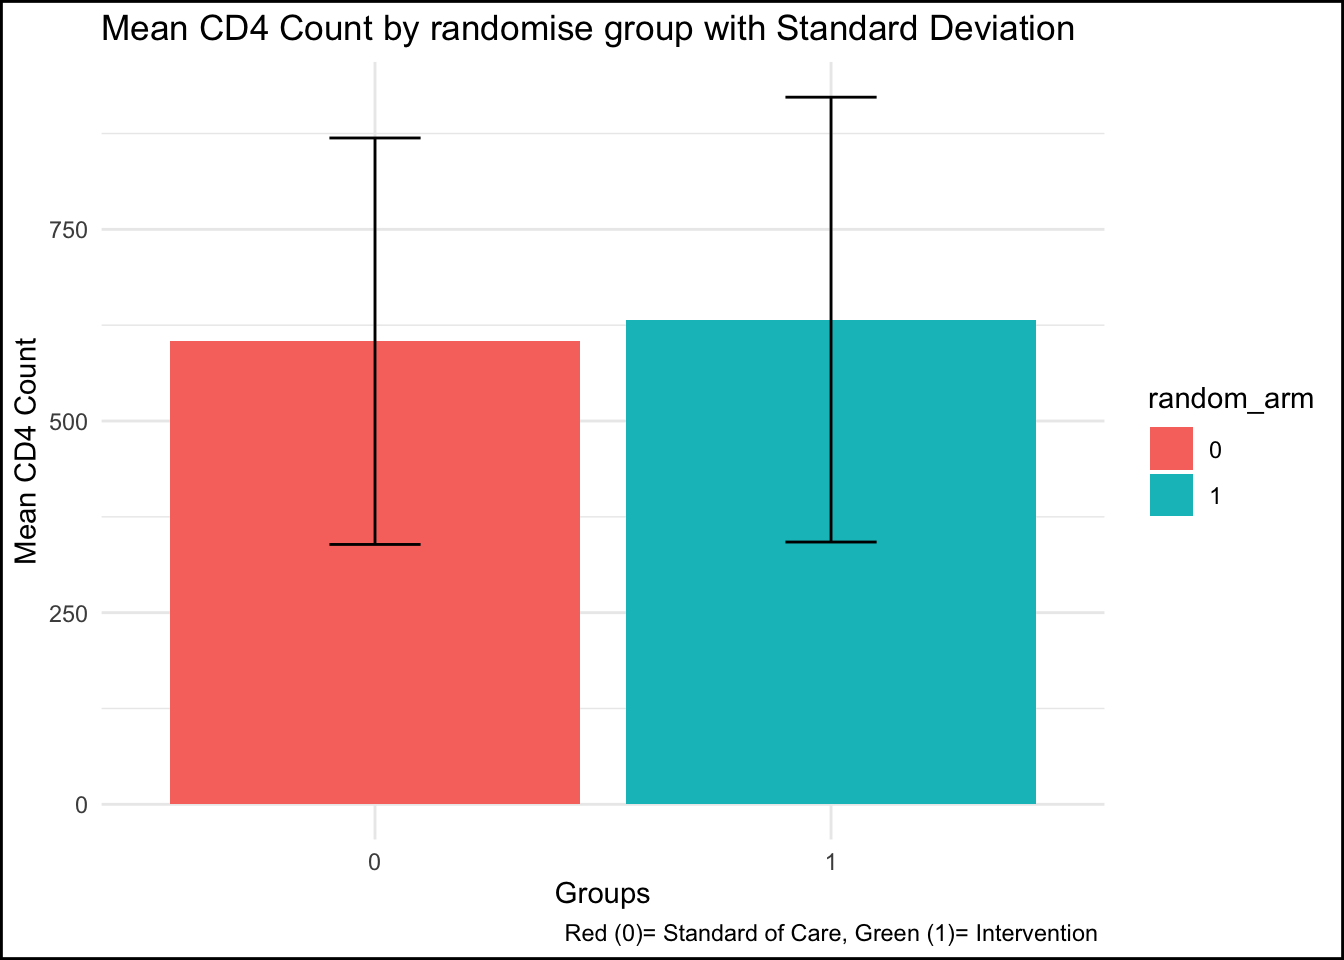 Mean CD4 Count by randomise group with Standard Deviation
750
500
250
0
Mean CD4 Count
0
1
Groups
random_arm
0
1
Red (0)= Standard of Care, Green (1)= Intervention